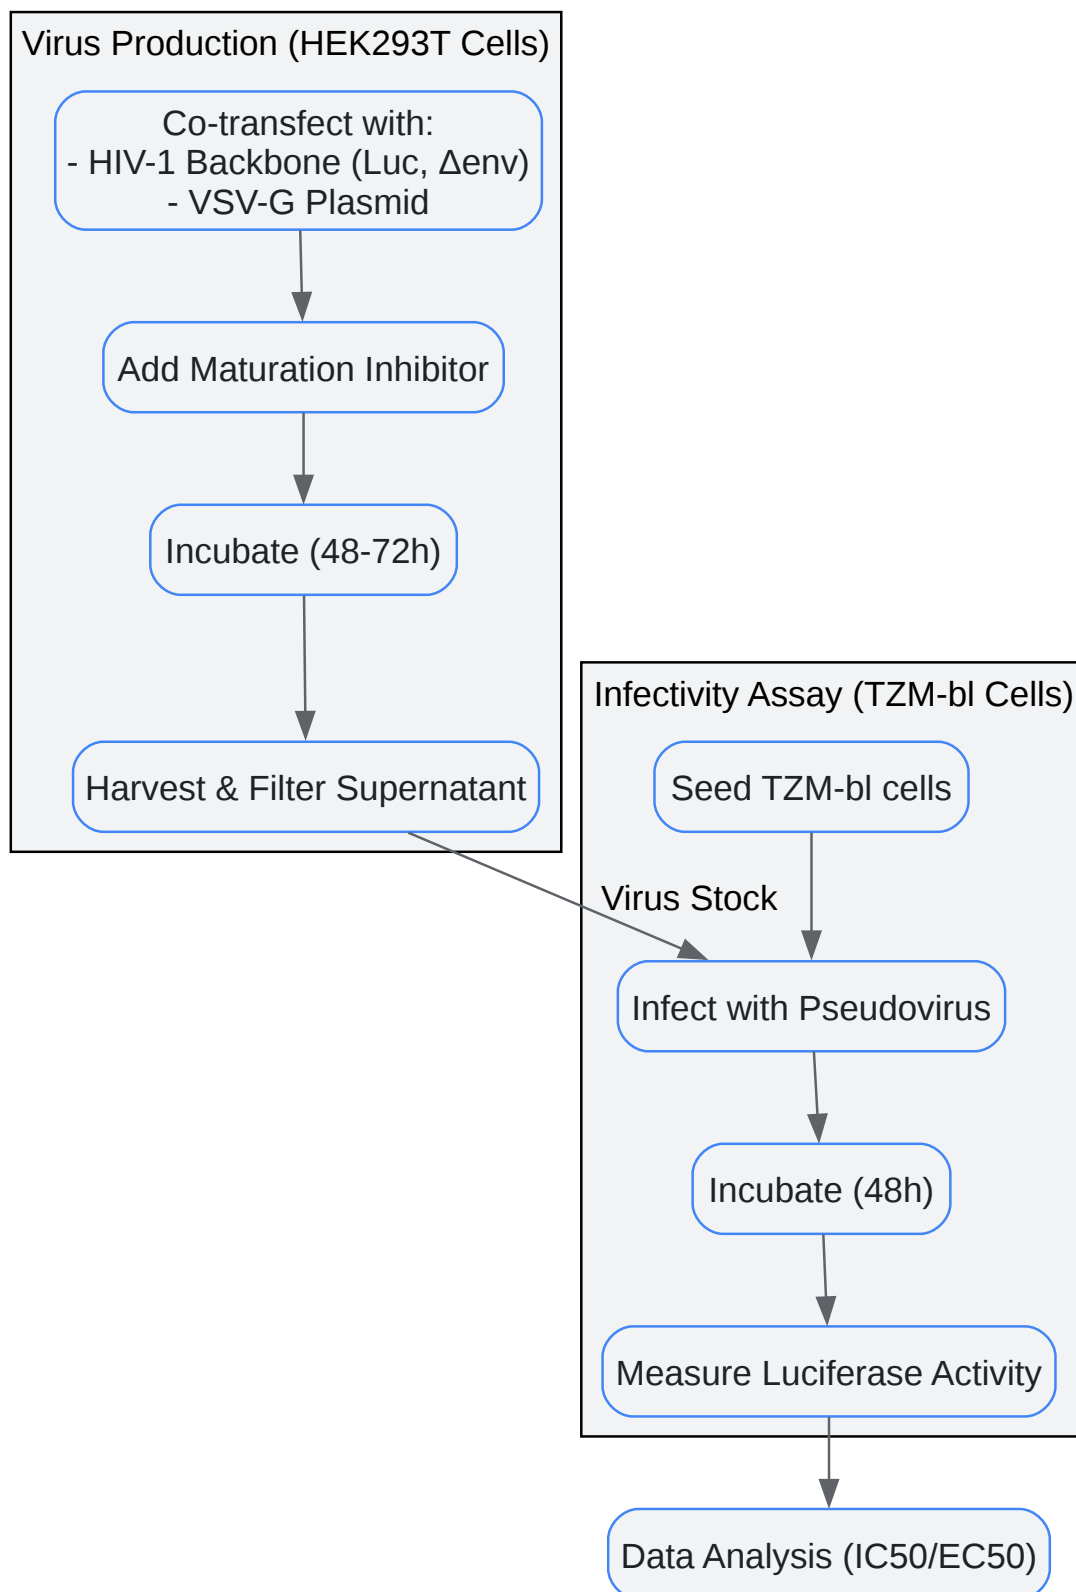 Virus Production (HEK293T Cells)
Co-transfect with:
- HIV-1 Backbone (Luc, Δenv)
- VSV-G Plasmid
Add Maturation Inhibitor
Incubate (48-72h)
Harvest & Filter Supernatant
Infectivity Assay (TZM-bl Cells)
Seed TZM-bl cells
Virus Stock
Infect with Pseudovirus
Incubate (48h)
Measure Luciferase Activity
Data Analysis (IC50/EC50)